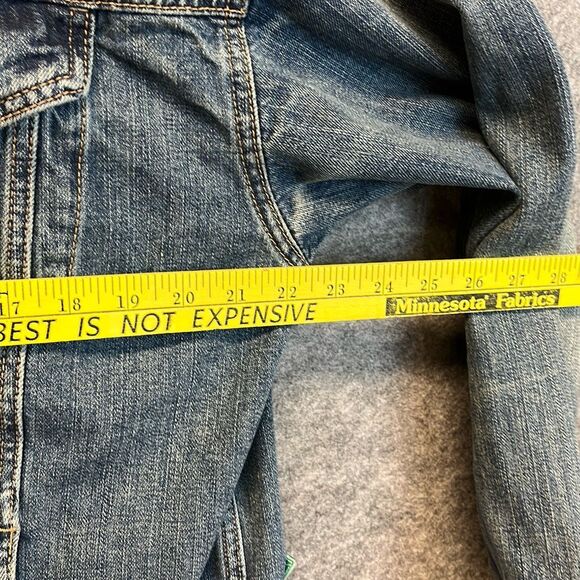 17 18 19 20 21 22 23 24 25 26 27 28
BEST IS NOT EXPENSIVE Minnesota Fabrics